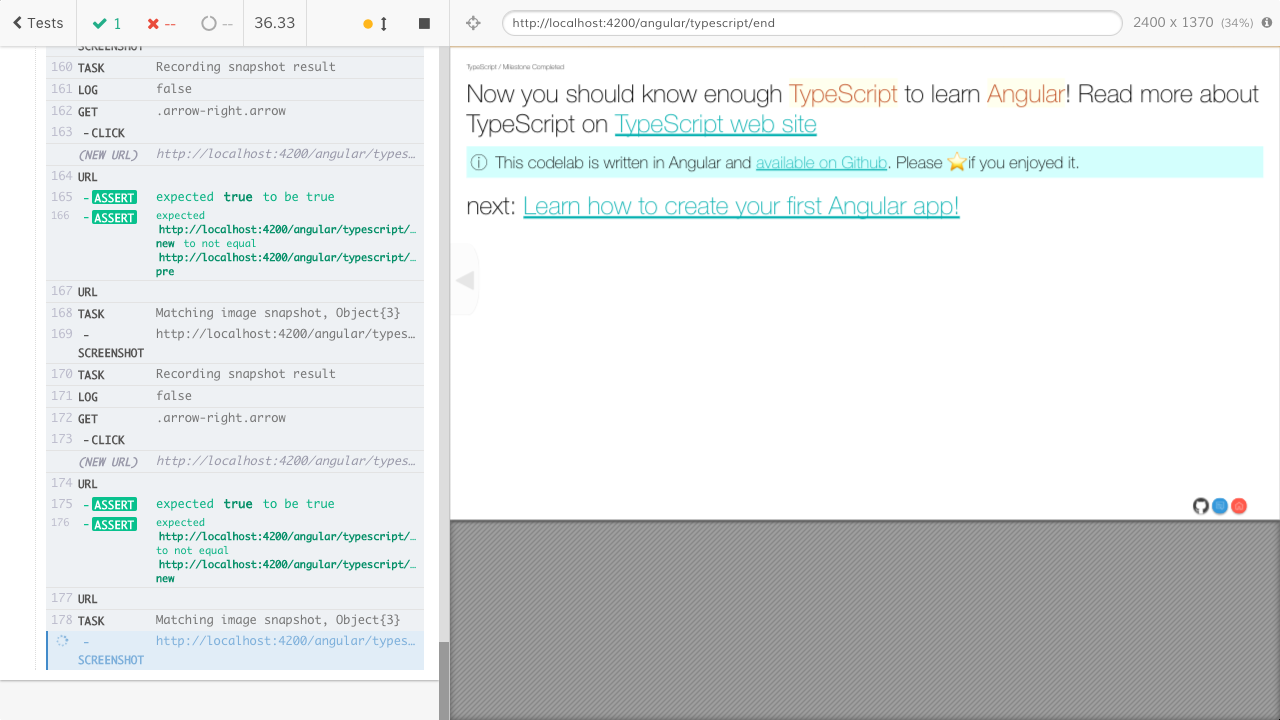 Tests
1
--
--
36.33
SCREENSHOT
160 TASK Recording snapshot result
161 LOG false
162 GET .arrow-right.arrow
163 -CLICK
(NEW URL) http://localhost:4200/angular/types…
164 URL
165 -ASSERT expected true to be true
166 -ASSERT expected
http://localhost:4200/angular/typescript/…
new to not equal
http://localhost:4200/angular/typescript/…
pre
167 URL
168 TASK Matching image snapshot, Object{3}
169 - http://localhost:4200/angular/types…
SCREENSHOT
170 TASK Recording snapshot result
171 LOG false
172 GET .arrow-right.arrow
173 -CLICK
(NEW URL) http://localhost:4200/angular/types…
174 URL
175 -ASSERT expected true to be true
176 -ASSERT expected
http://localhost:4200/angular/typescript/…
to not equal
http://localhost:4200/angular/typescript/…
new
177 URL
178 TASK Matching image snapshot, Object{3}
- http://localhost:4200/angular/types…
SCREENSHOT
http://localhost:4200/angular/typescript/end
2400 x 1370 (34%)
TypeScript / Milestone Completed
Now you should know enough TypeScript to learn Angular! Read more about
TypeScript on TypeScript web site
This codelab is written in Angular and available on Github. Please ⭐if you enjoyed it.
next: Learn how to create your first Angular app!